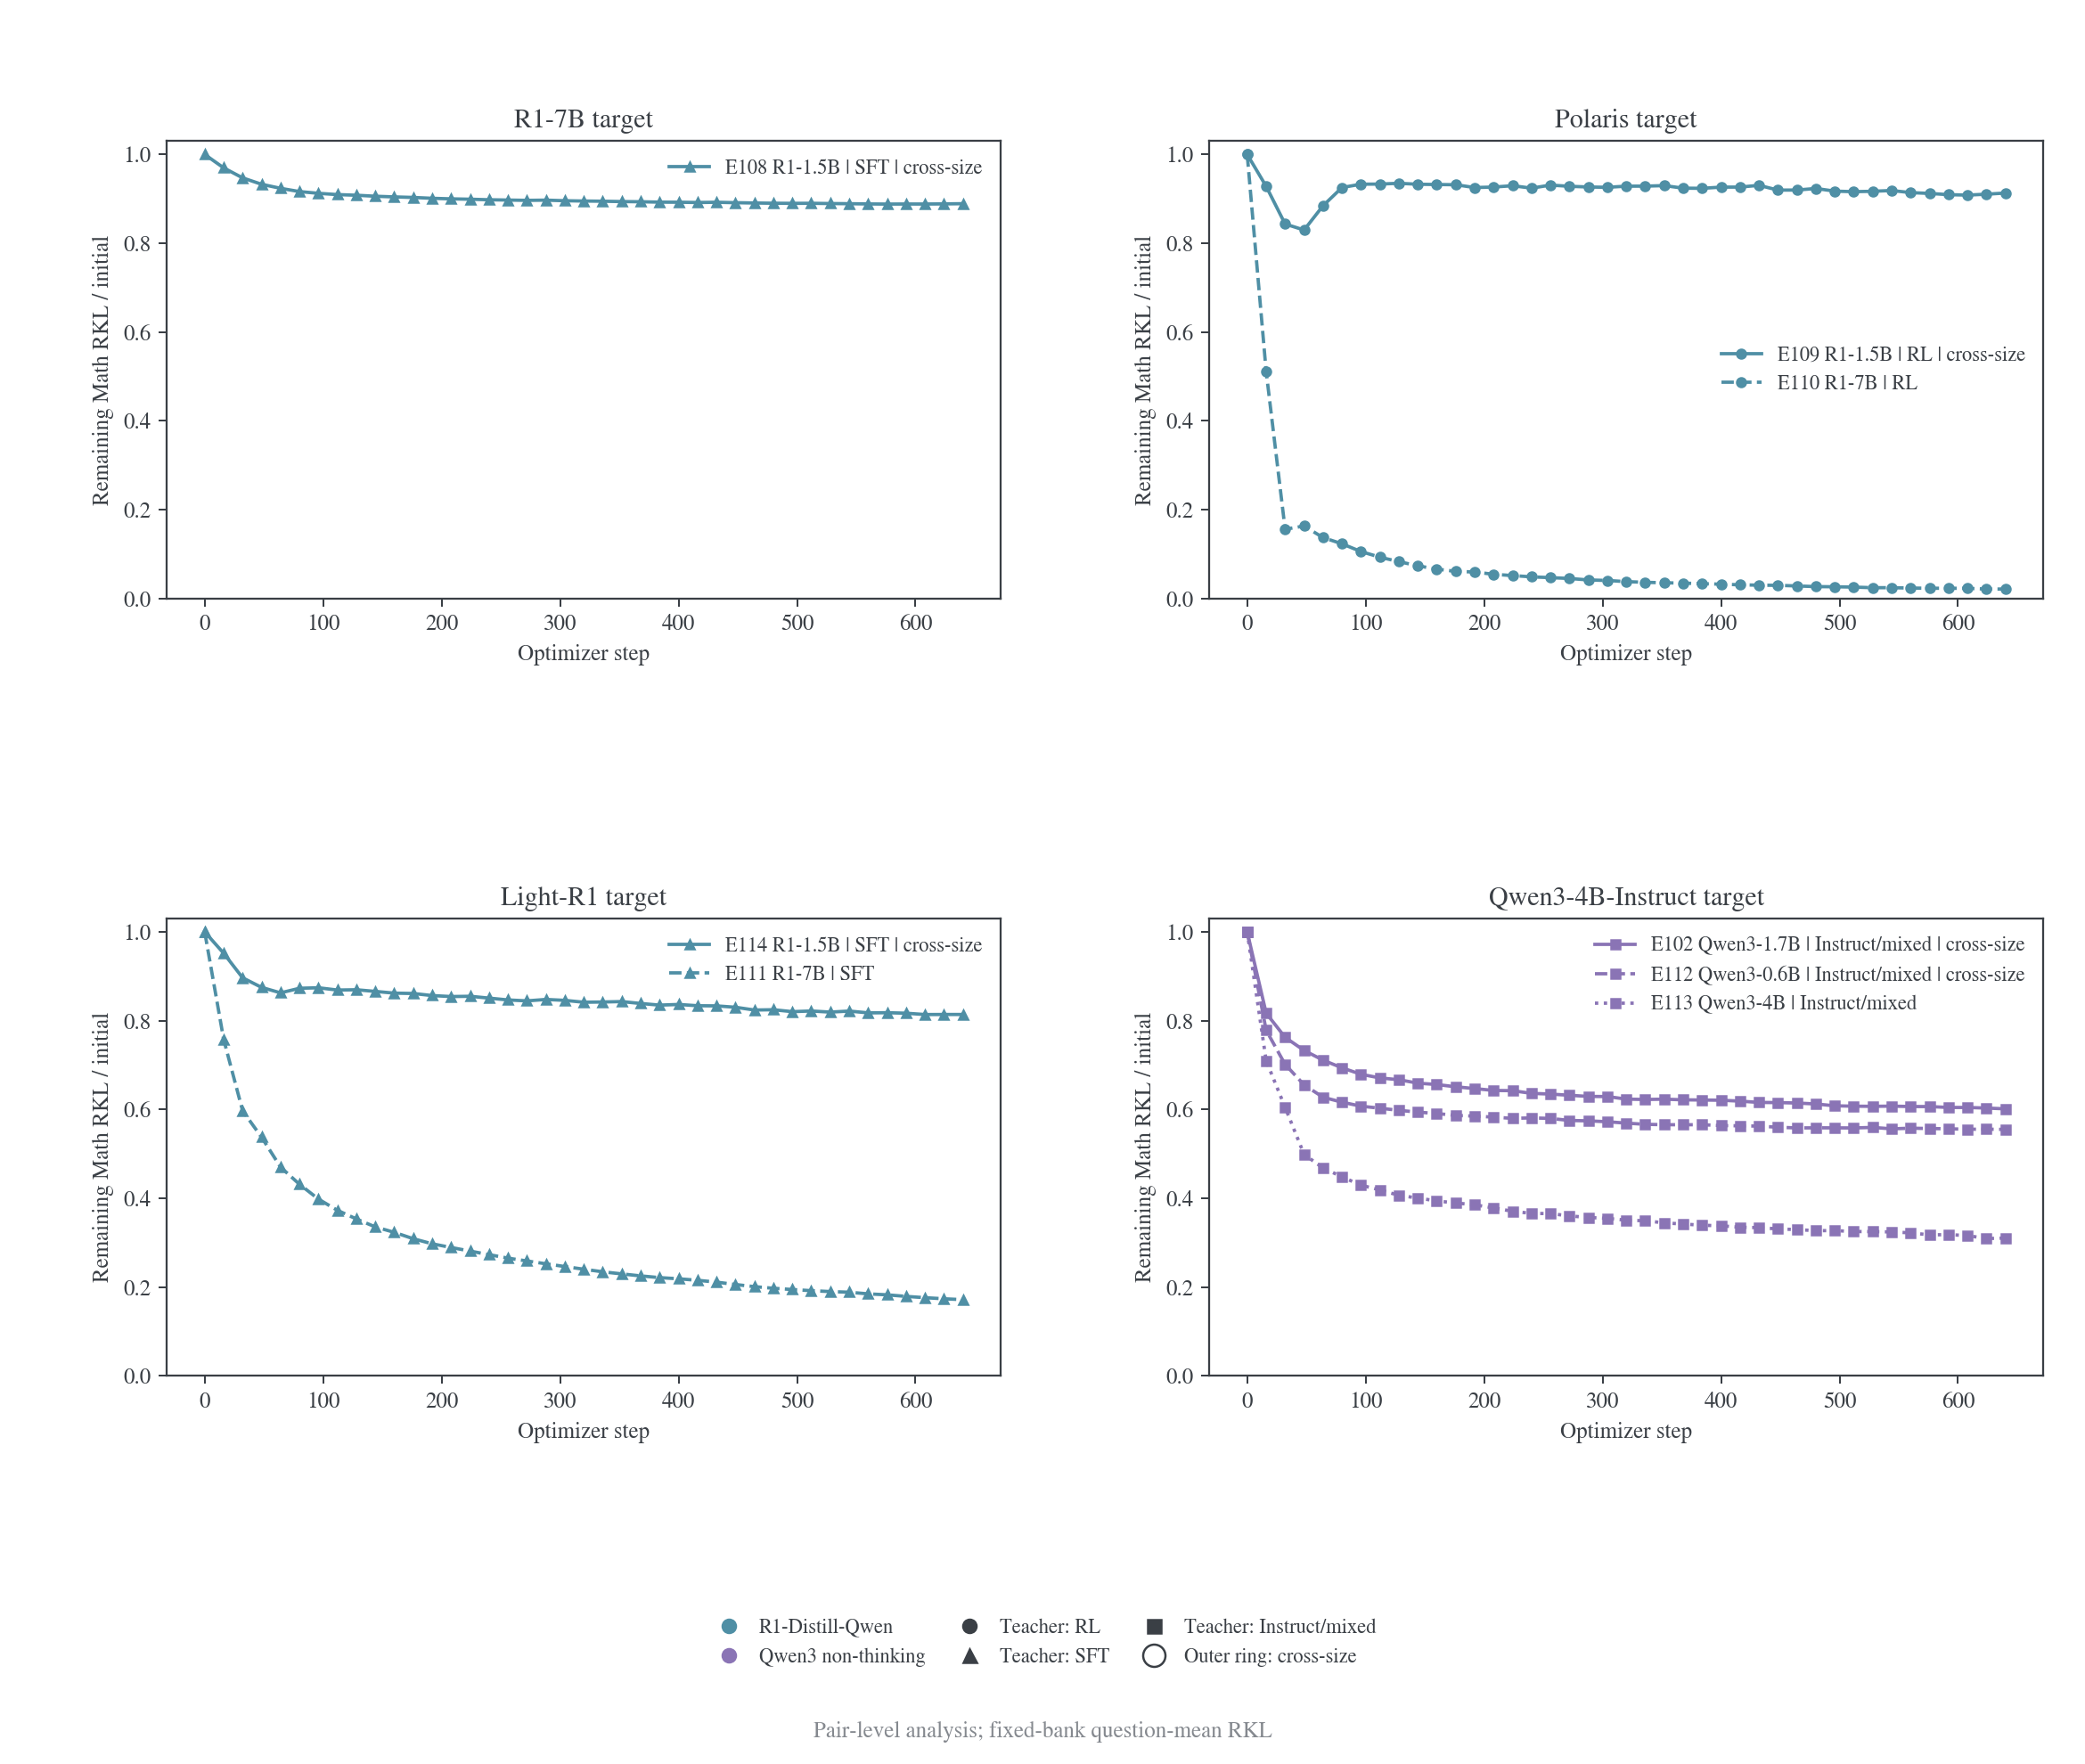 R1-7B target
1.0
0.8
0.6
0.4
0.2
0.0
Remaining Math RKL / initial
E108 R1-1.5B | SFT | cross-size
0 100 200 300 400 500 600
Optimizer step
Polaris target
1.0
0.8
0.6
0.4
0.2
0.0
Remaining Math RKL / initial
E109 R1-1.5B | RL | cross-size
E110 R1-7B | RL
0 100 200 300 400 500 600
Optimizer step
Light-R1 target
1.0
0.8
0.6
0.4
0.2
0.0
Remaining Math RKL / initial
E114 R1-1.5B | SFT | cross-size
E111 R1-7B | SFT
0 100 200 300 400 500 600
Optimizer step
Qwen3-4B-Instruct target
1.0
0.8
0.6
0.4
0.2
0.0
Remaining Math RKL / initial
E102 Qwen3-1.7B | Instruct/mixed | cross-size
E112 Qwen3-0.6B | Instruct/mixed | cross-size
E113 Qwen3-4B | Instruct/mixed
0 100 200 300 400 500 600
Optimizer step
R1-Distill-Qwen Teacher: RL Teacher: Instruct/mixed
Qwen3 non-thinking Teacher: SFT Outer ring: cross-size
Pair-level analysis; fixed-bank question-mean RKL